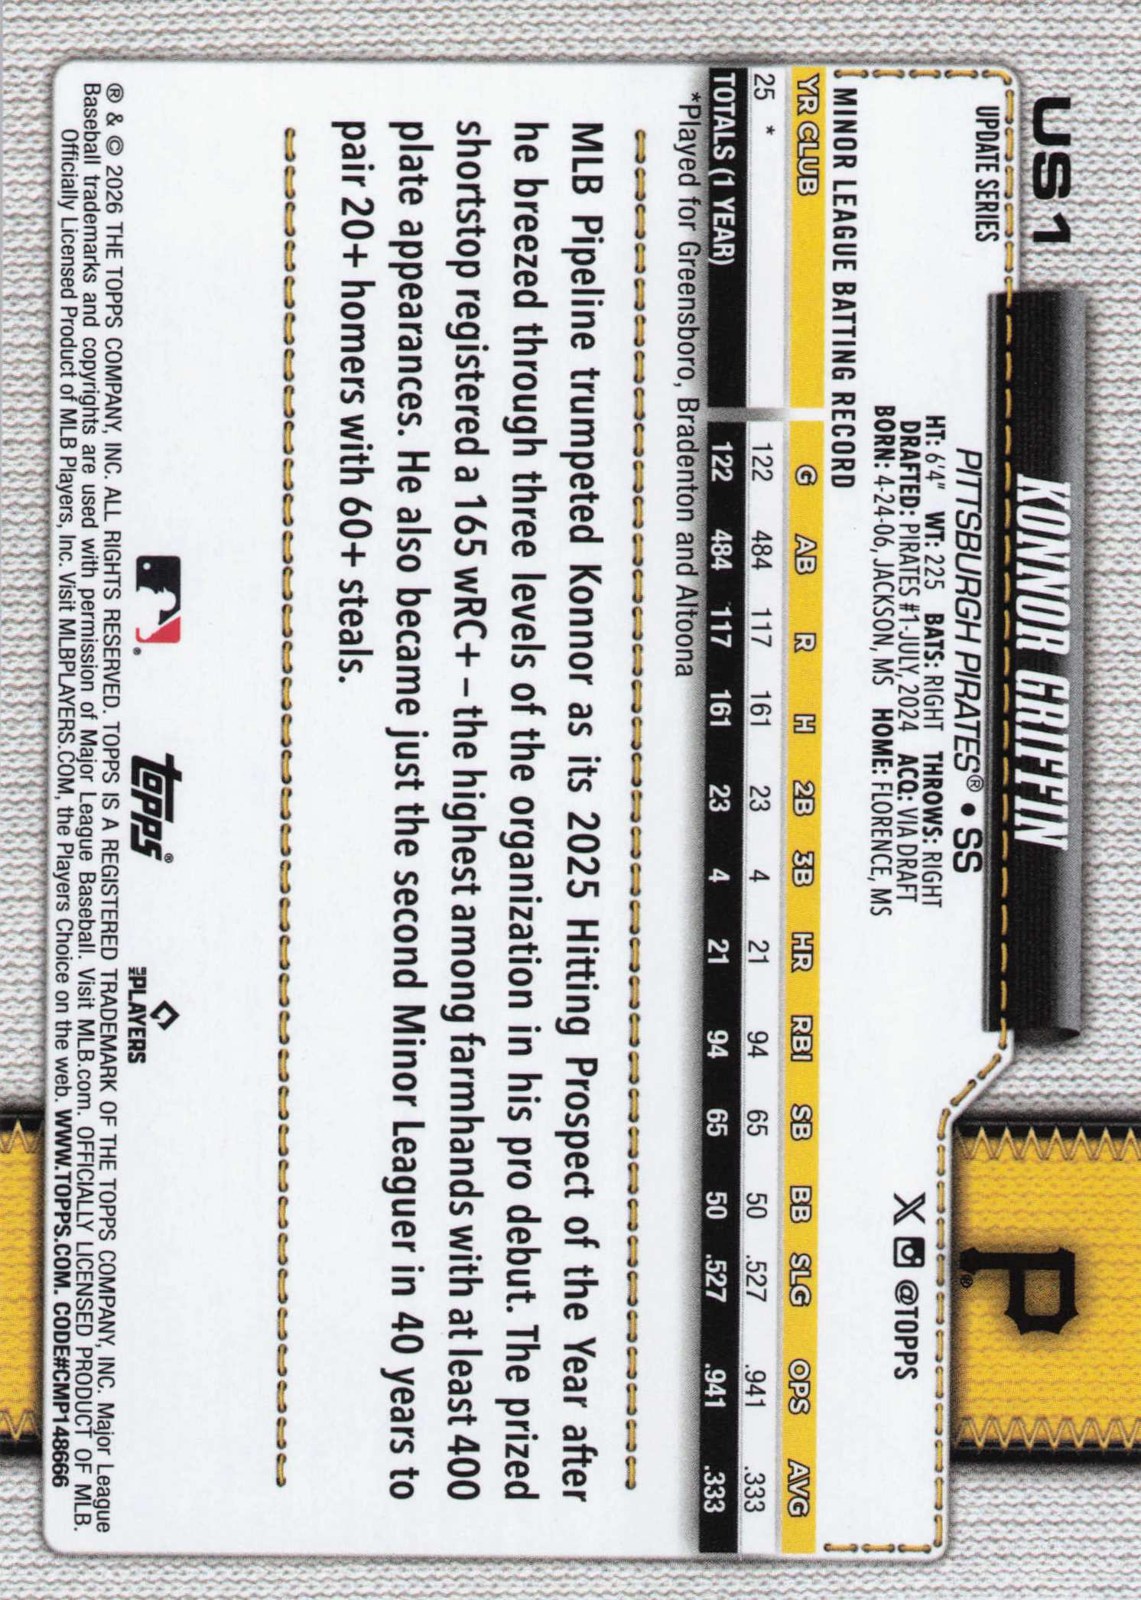 US1
UPDATE SERIES
KONNOR GRIFFIN
PITTSBURGH PIRATES® • SS
HT: 6'4" WT: 225 BATS: RIGHT THROWS: RIGHT
DRAFTED: PIRATES #1-JULY, 2024 ACQ: VIA DRAFT
BORN: 4-24-06, JACKSON, MS HOME: FLORENCE, MS
P®
@TOPPS
MINOR LEAGUE BATTING RECORD
YR CLUB G AB R H 2B 3B HR RBI SB BB SLG OPS AVG
25 * 122 484 117 161 23 4 21 94 65 50 .527 .941 .333
TOTALS (1 YEAR) 122 484 117 161 23 4 21 94 65 50 .527 .941 .333
*Played for Greensboro, Bradenton and Altoona
MLB Pipeline trumpeted Konnor as its 2025 Hitting Prospect of the Year after
he breezed through three levels of the organization in his pro debut. The prized
shortstop registered a 165 wRC+ – the highest among farmhands with at least 400
plate appearances. He also became just the second Minor Leaguer in 40 years to
pair 20+ homers with 60+ steals.
®
Topps®
MLB PLAYERS
® & © 2026 THE TOPPS COMPANY, INC. ALL RIGHTS RESERVED. TOPPS IS A REGISTERED TRADEMARK OF THE TOPPS COMPANY, INC. Major League
Baseball trademarks and copyrights are used with permission of Major League Baseball. Visit MLB.com. OFFICIALLY LICENSED PRODUCT OF MLB.
Officially Licensed Product of MLB Players, Inc. Visit MLBPLAYERS.COM, the Players Choice on the web. WWW.TOPPS.COM. CODE#CMP148666